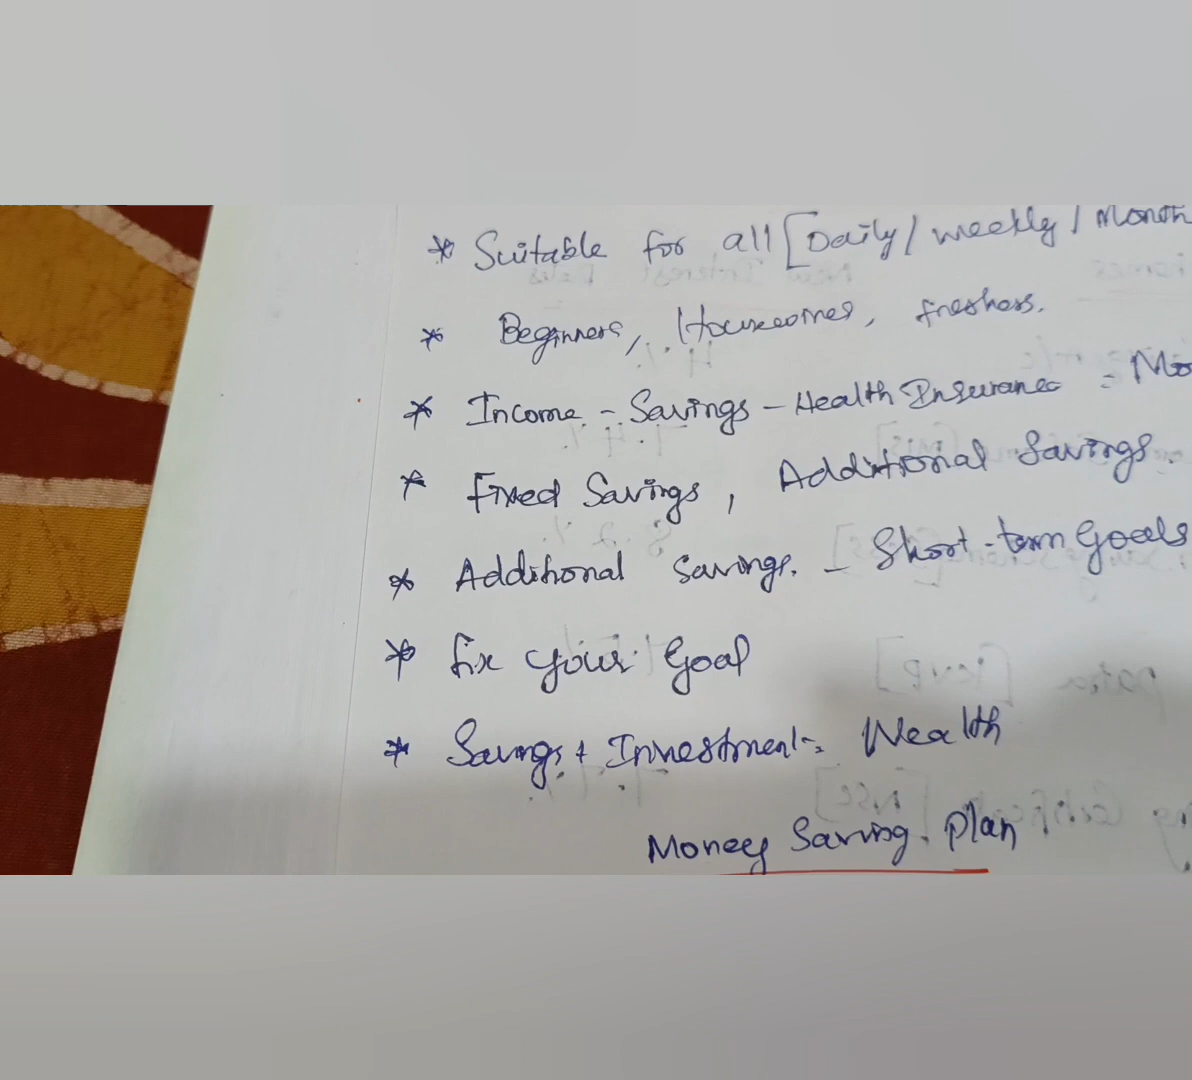 * Suitable for all [Daily / weekly / Month
* Beginners, Housewives, freshers.
* Income - Savings - Health Insurance = Mo
* Fixed Savings, Additional Savings.
* Additional Savings. - Short-term Goals
* fix your Goal
* Savings + Investment = Wealth
Money Saving Plan